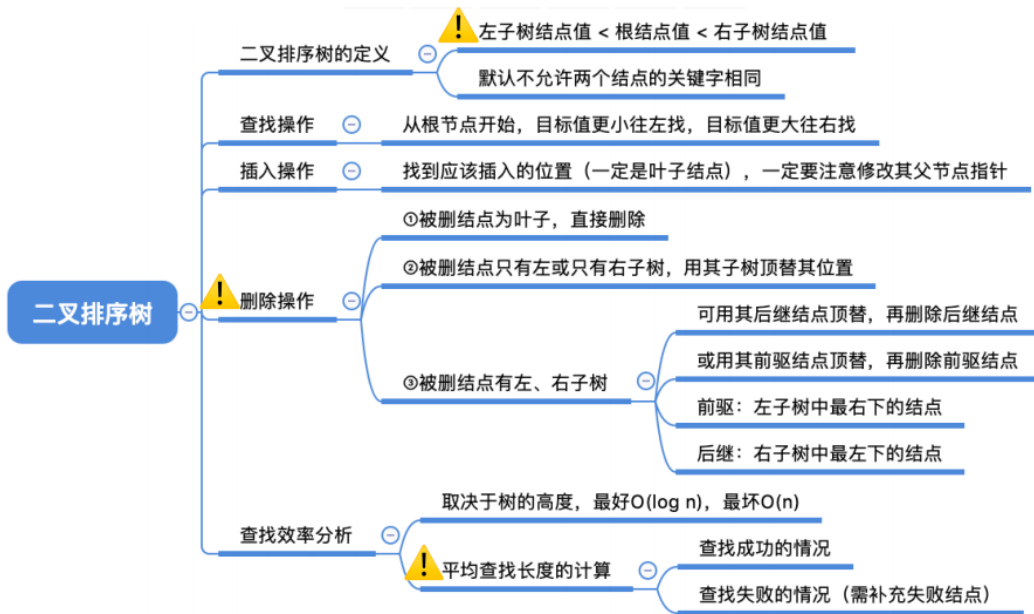 二叉排序树
二叉排序树的定义
左子树结点值 < 根结点值 < 右子树结点值
默认不允许两个结点的关键字相同
查找操作
从根节点开始，目标值更小往左找，目标值更大往右找
插入操作
找到应该插入的位置（一定是叶子结点），一定要注意修改其父节点指针
删除操作
①被删结点为叶子，直接删除
②被删结点只有左或只有右子树，用其子树顶替其位置
③被删结点有左、右子树
可用其后继结点顶替，再删除后继结点
或用其前驱结点顶替，再删除前驱结点
前驱：左子树中最右下的结点
后继：右子树中最左下的结点
查找效率分析
取决于树的高度，最好O(log n)，最坏O(n)
平均查找长度的计算
查找成功的情况
查找失败的情况（需补充失败结点）